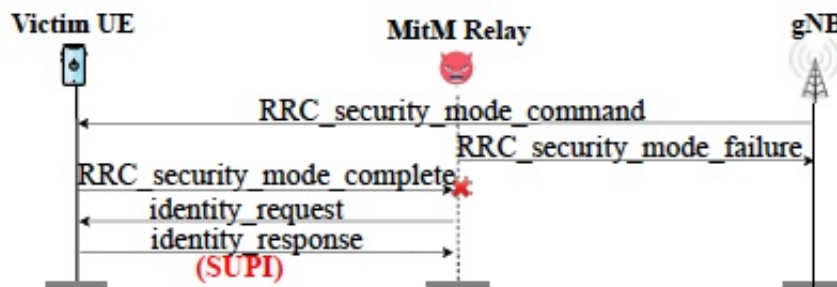 Victim UE MitM Relay gNB
RRC_security_mode_command
RRC_security_mode_failure
RRC_security_mode_complete
identity_request
identity_response
(SUPI)